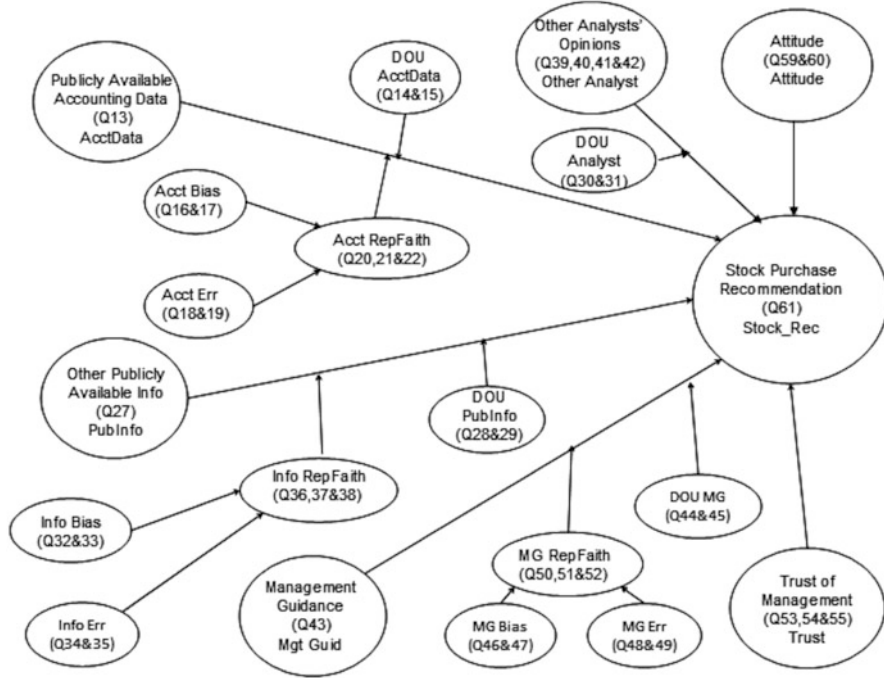 Publicly Available
Accounting Data
(Q13)
AcctData
DOU
AcctData
(Q14&15)
Other Analysts'
Opinions
(Q39,40,41&42)
Other Analyst
Attitude
(Q59&60)
Attitude
DOU
Analyst
(Q30&31)
Acct Bias
(Q16&17)
Acct RepFaith
(Q20,21&22)
Acct Err
(Q18&19)
Stock Purchase
Recommendation
(Q61)
Stock_Rec
Other Publicly
Available Info
(Q27)
PubInfo
DOU
PubInfo
(Q28&29)
Info RepFaith
(Q36,37&38)
Info Bias
(Q32&33)
Info Err
(Q34&35)
Management
Guidance
(Q43)
Mgt Guid
DOU MG
(Q44&45)
MG RepFaith
(Q50,51&52)
MG Bias
(Q46&47)
MG Err
(Q48&49)
Trust of
Management
(Q53,54&55)
Trust